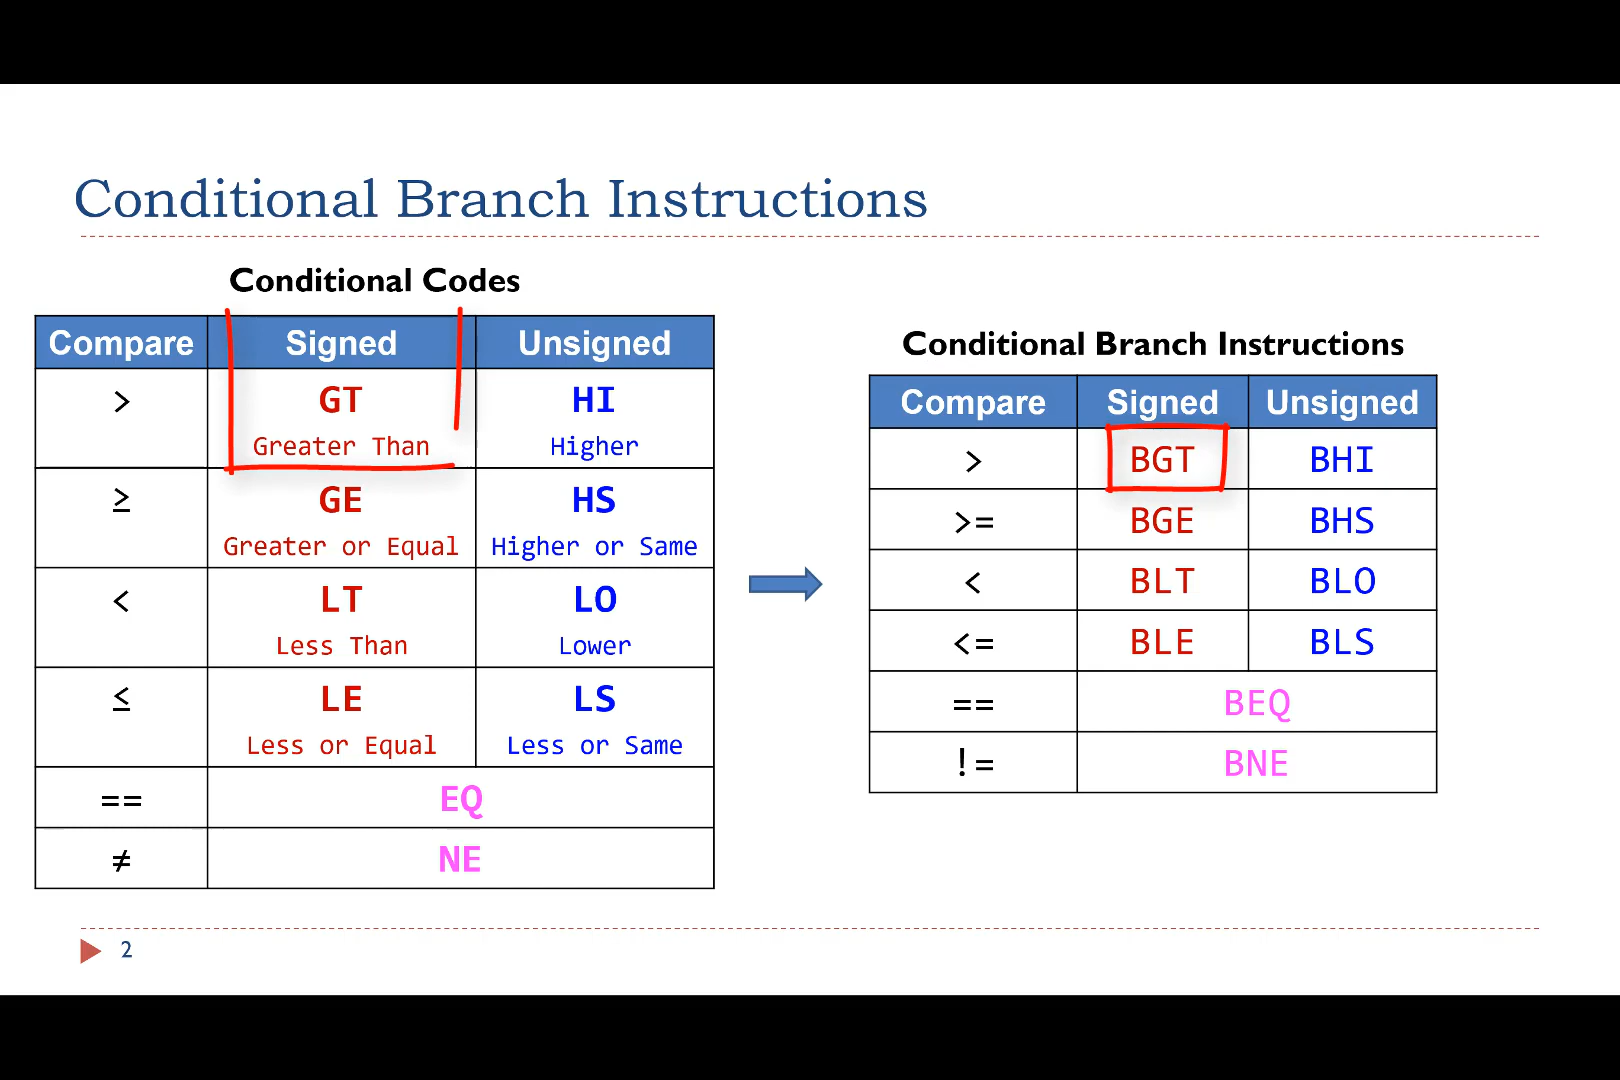 Conditional Branch Instructions
Conditional Codes
Compare Signed Unsigned
> GT HI
Greater Than Higher
≥ GE HS
Greater or Equal Higher or Same
< LT LO
Less Than Lower
≤ LE LS
Less or Equal Less or Same
== EQ
≠ NE
Conditional Branch Instructions
Compare Signed Unsigned
> BGT BHI
>= BGE BHS
< BLT BLO
<= BLE BLS
== BEQ
!= BNE
2